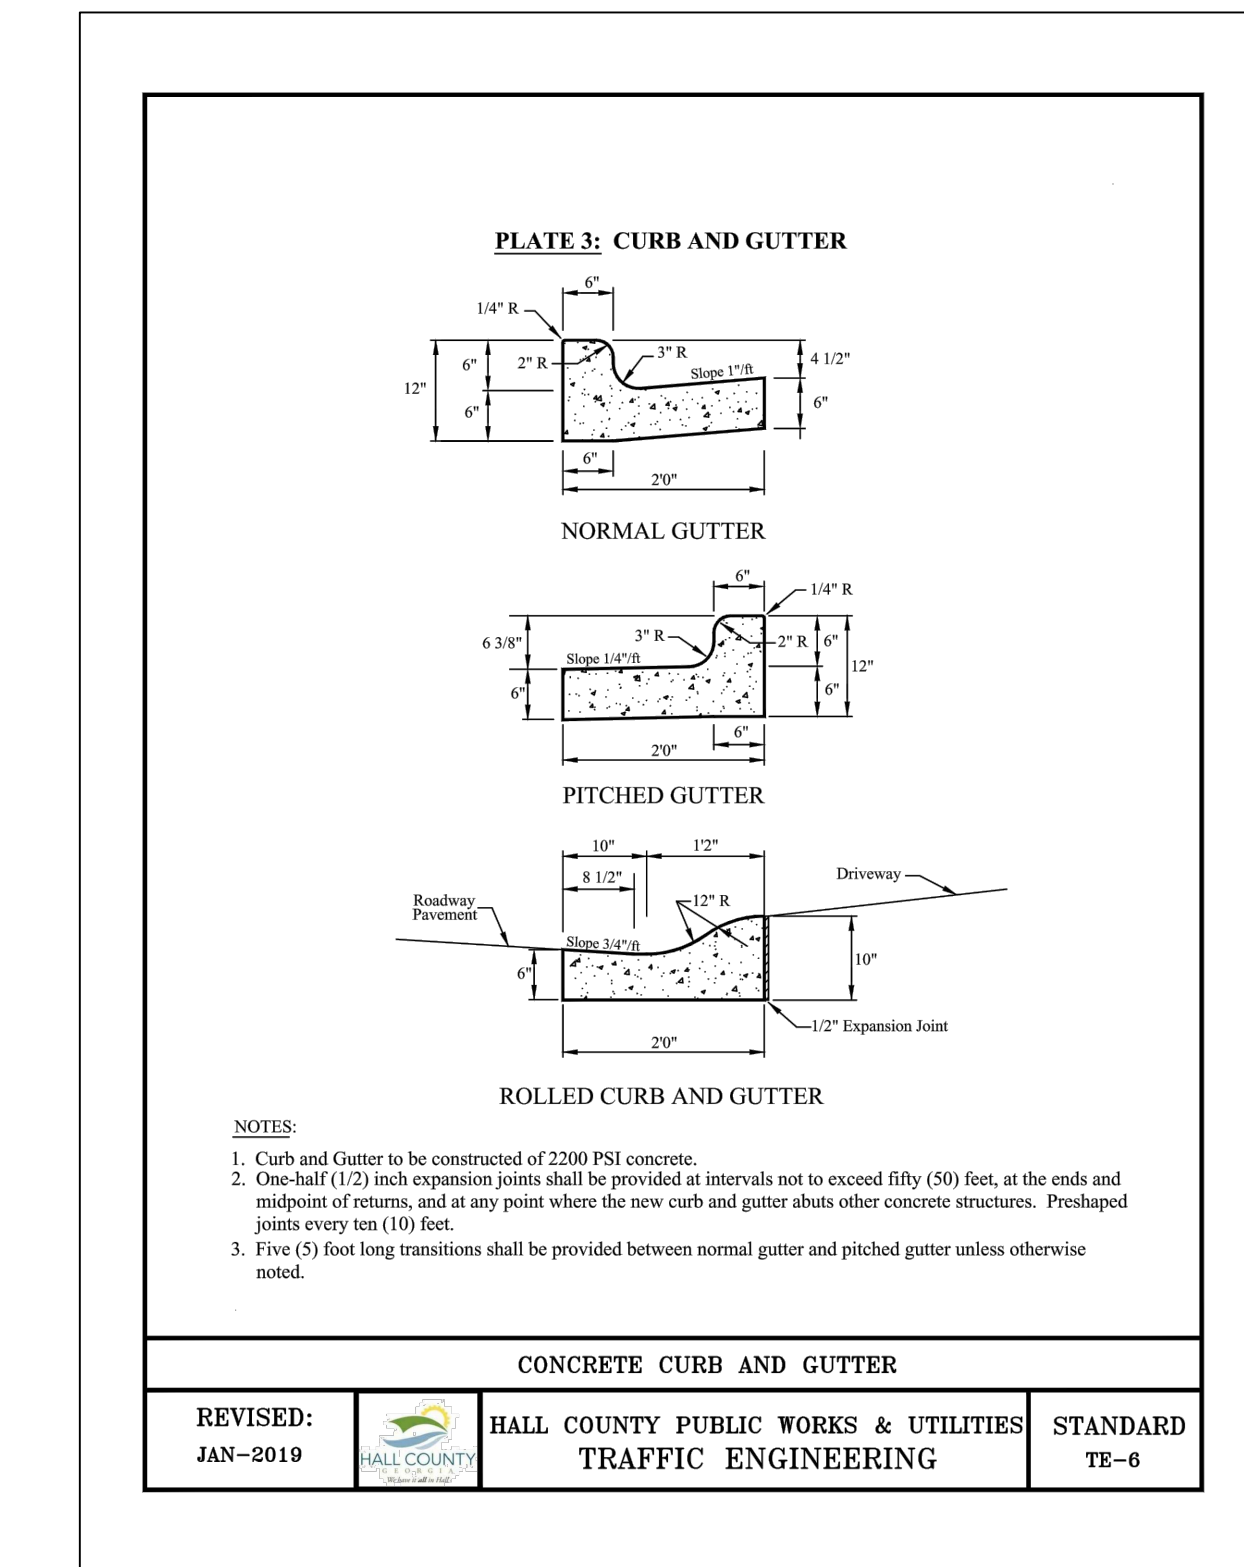 PLATE 3: CURB AND GUTTER
6"
1/4" R
6"
2" R
3" R
Slope 1"/ft
4 1/2"
12"
6"
6"
6"
2'0"
NORMAL GUTTER
6"
1/4" R
6 3/8"
3" R
2" R
6"
Slope 1/4"/ft
12"
6"
6"
6"
2'0"
PITCHED GUTTER
10"
1'2"
8 1/2"
Driveway
Roadway
Pavement
12" R
Slope 3/4"/ft
6"
10"
1/2" Expansion Joint
2'0"
ROLLED CURB AND GUTTER
NOTES:
1. Curb and Gutter to be constructed of 2200 PSI concrete.
2. One-half (1/2) inch expansion joints shall be provided at intervals not to exceed fifty (50) feet, at the ends and
midpoint of returns, and at any point where the new curb and gutter abuts other concrete structures. Preshaped
joints every ten (10) feet.
3. Five (5) foot long transitions shall be provided between normal gutter and pitched gutter unless otherwise
noted.
CONCRETE CURB AND GUTTER
REVISED:
JAN-2019
HALL COUNTY
GEORGIA
We have it all in Hall
HALL COUNTY PUBLIC WORKS & UTILITIES
TRAFFIC ENGINEERING
STANDARD
TE-6